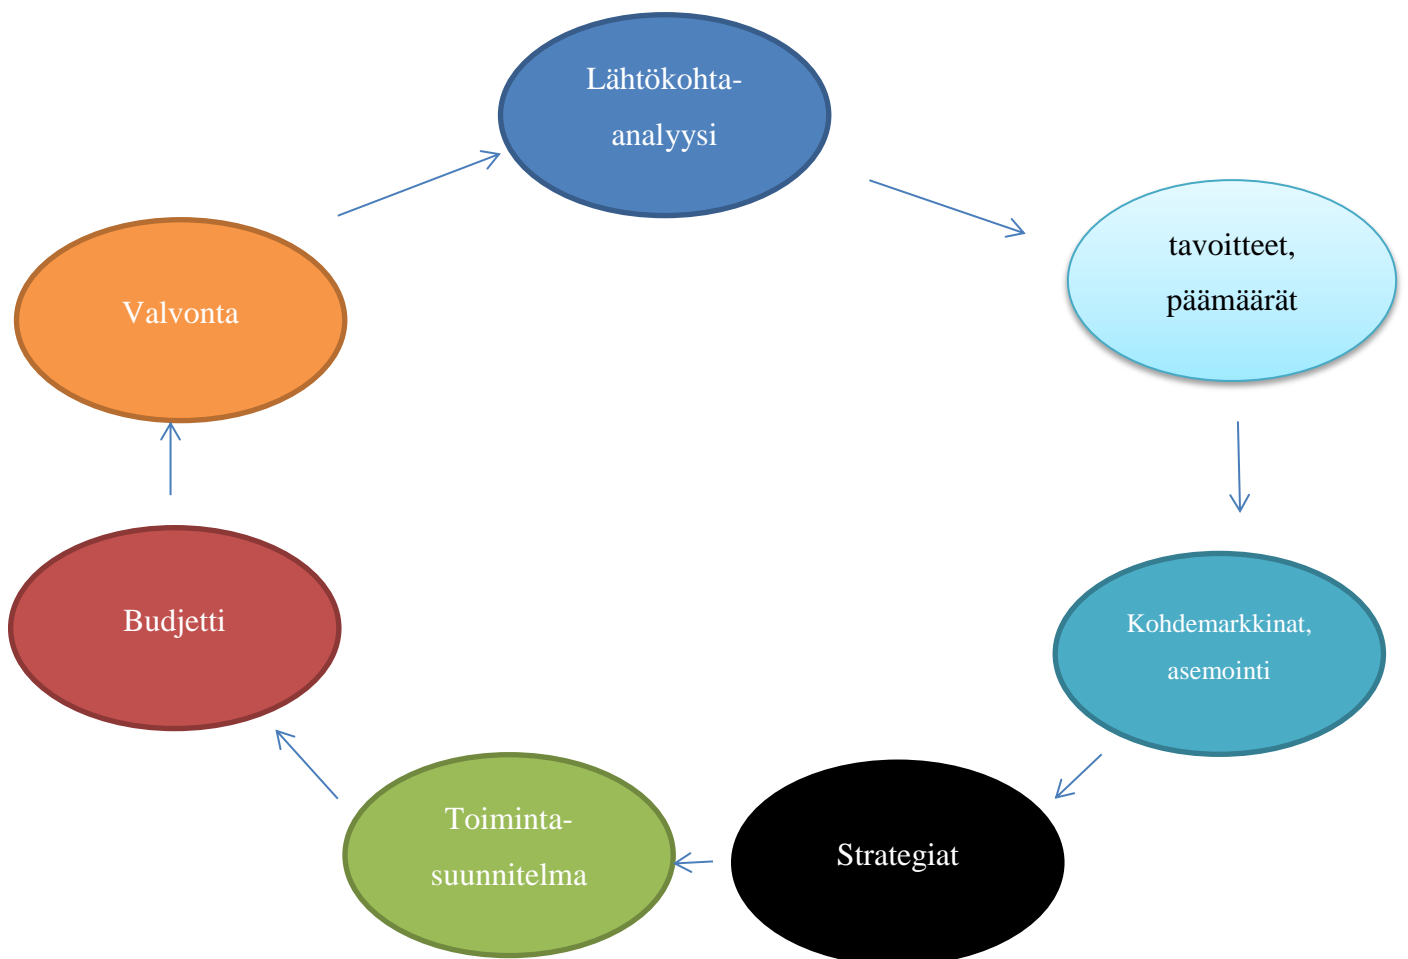 Lähtökohta-
analyysi
tavoitteet,
päämäärät
Kohdemarkkinat,
asemointi
Strategiat
Toiminta-
suunnitelma
Budjetti
Valvonta